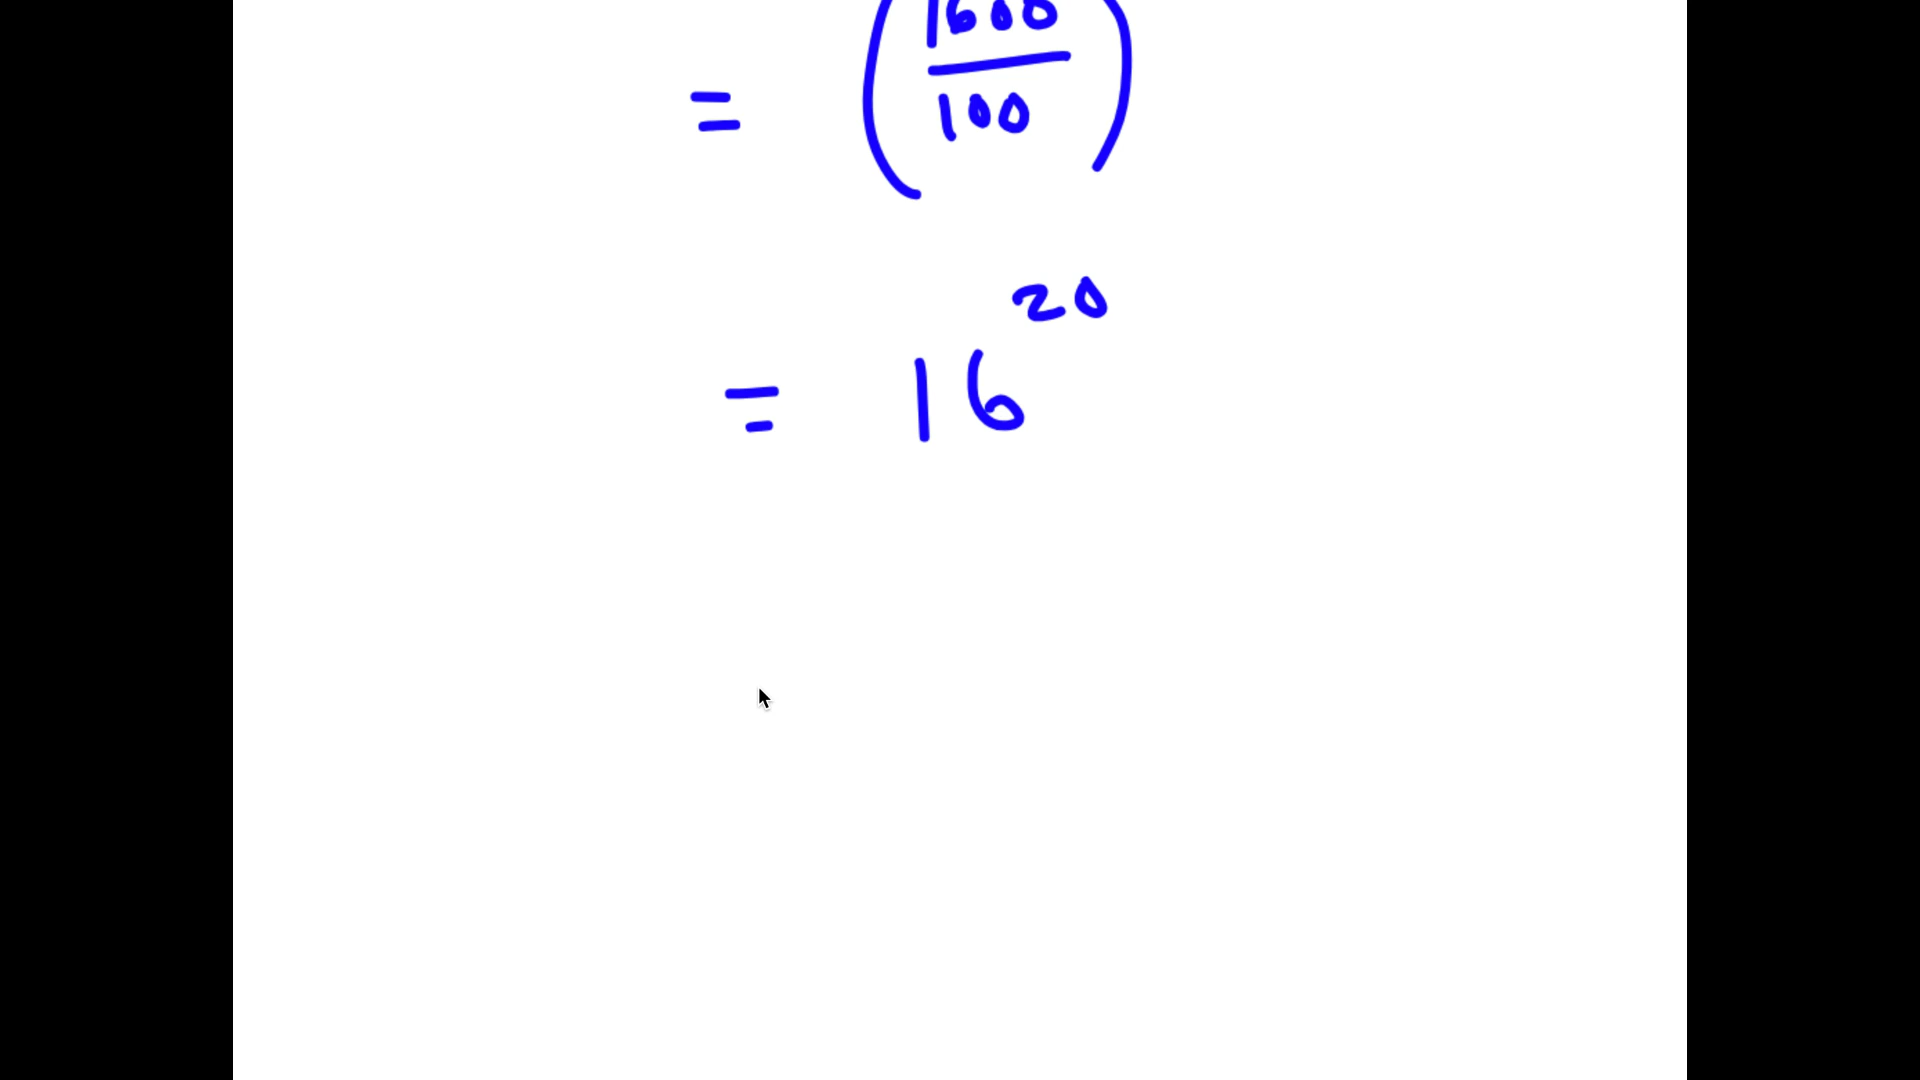 = (1600/100)
= 16^20